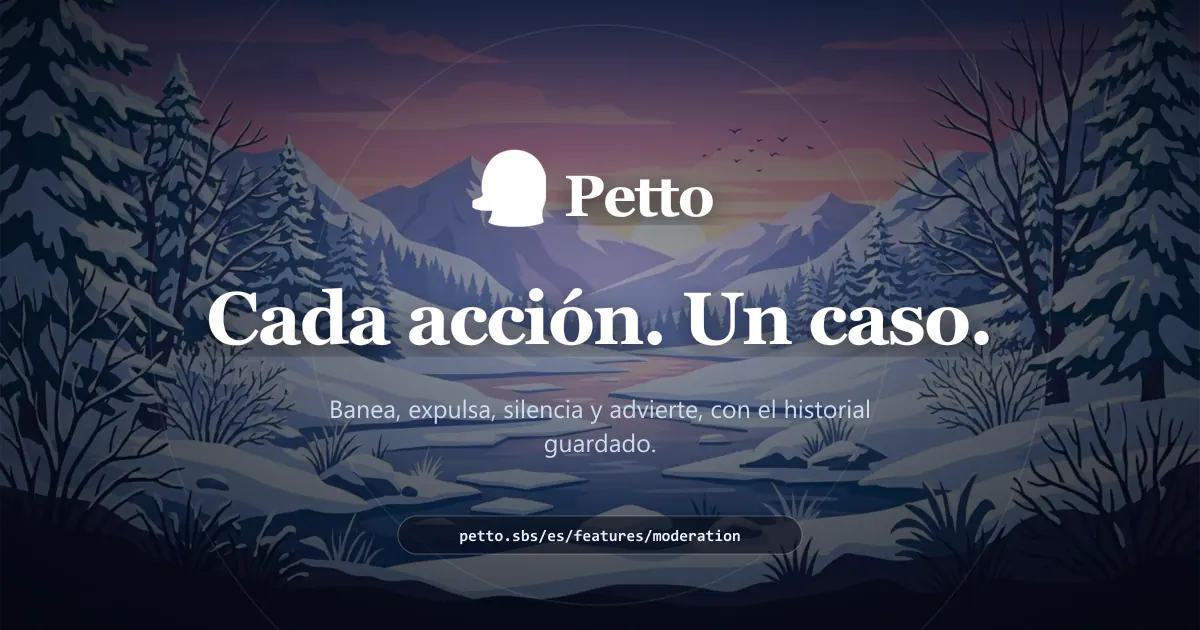 Petto
Cada acción. Un caso.
Banea, expulsa, silencia y advierte, con el historial
guardado.
petto.sbs/es/features/moderation